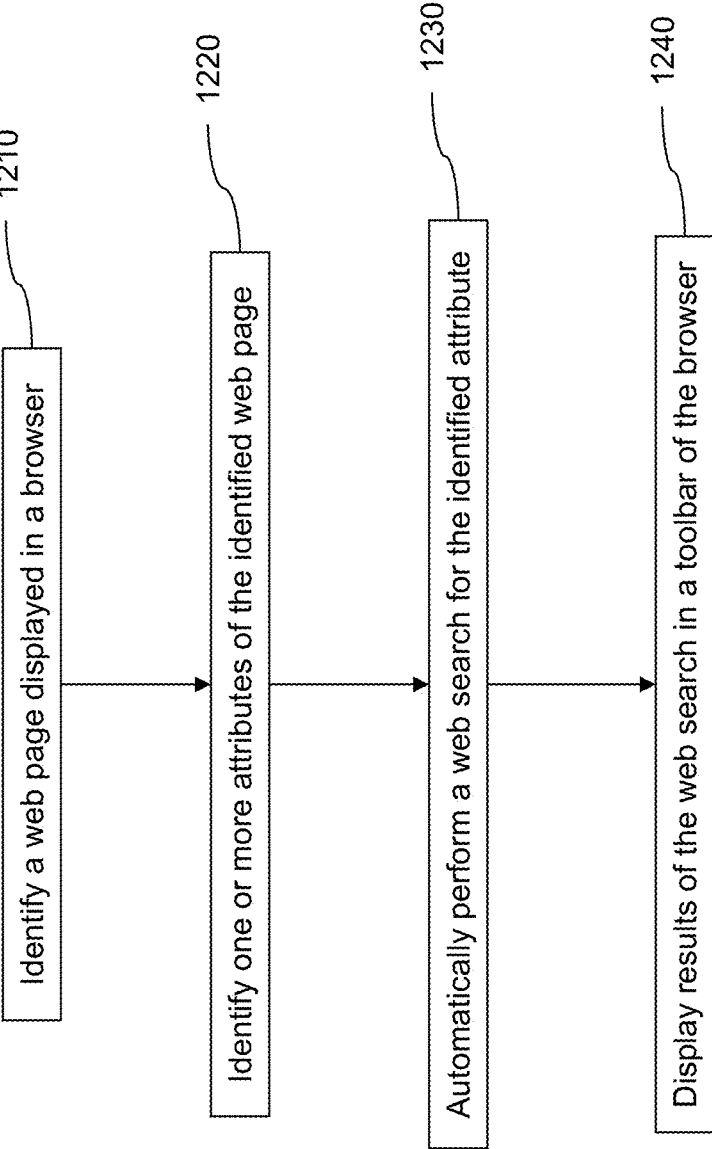 1210
Identify a web page displayed in a browser
1220
Identify one or more attributes of the identified web page
1230
Automatically perform a web search for the identified attribute
1240
Display results of the web search in a toolbar of the browser